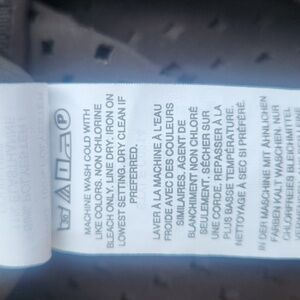 P
MACHINE WASH COLD WITH
LIKE COLORS. NON CHLORINE
BLEACH ONLY. LINE DRY, IRON ON
LOWEST SETTING. DRY CLEAN IF
PREFERRED.
LAVER À LA MACHINE À L'EAU
FROIDE AVEC DES COULEURS
SIMILAIRES. AGENT DE
BLANCHIMENT NON CHLORÉ
SEULEMENT. SÉCHER SUR
UNE CORDE, REPASSER À LA
PLUS BASSE TEMPÉRATURE.
NETTOYAGE À SEC SI PRÉFÉRÉ.
IN DER MASCHINE MIT ÄHNLICHEN
FARBEN KALT WASCHEN. NUR
CHLORFREIES BLEICHMITTEL